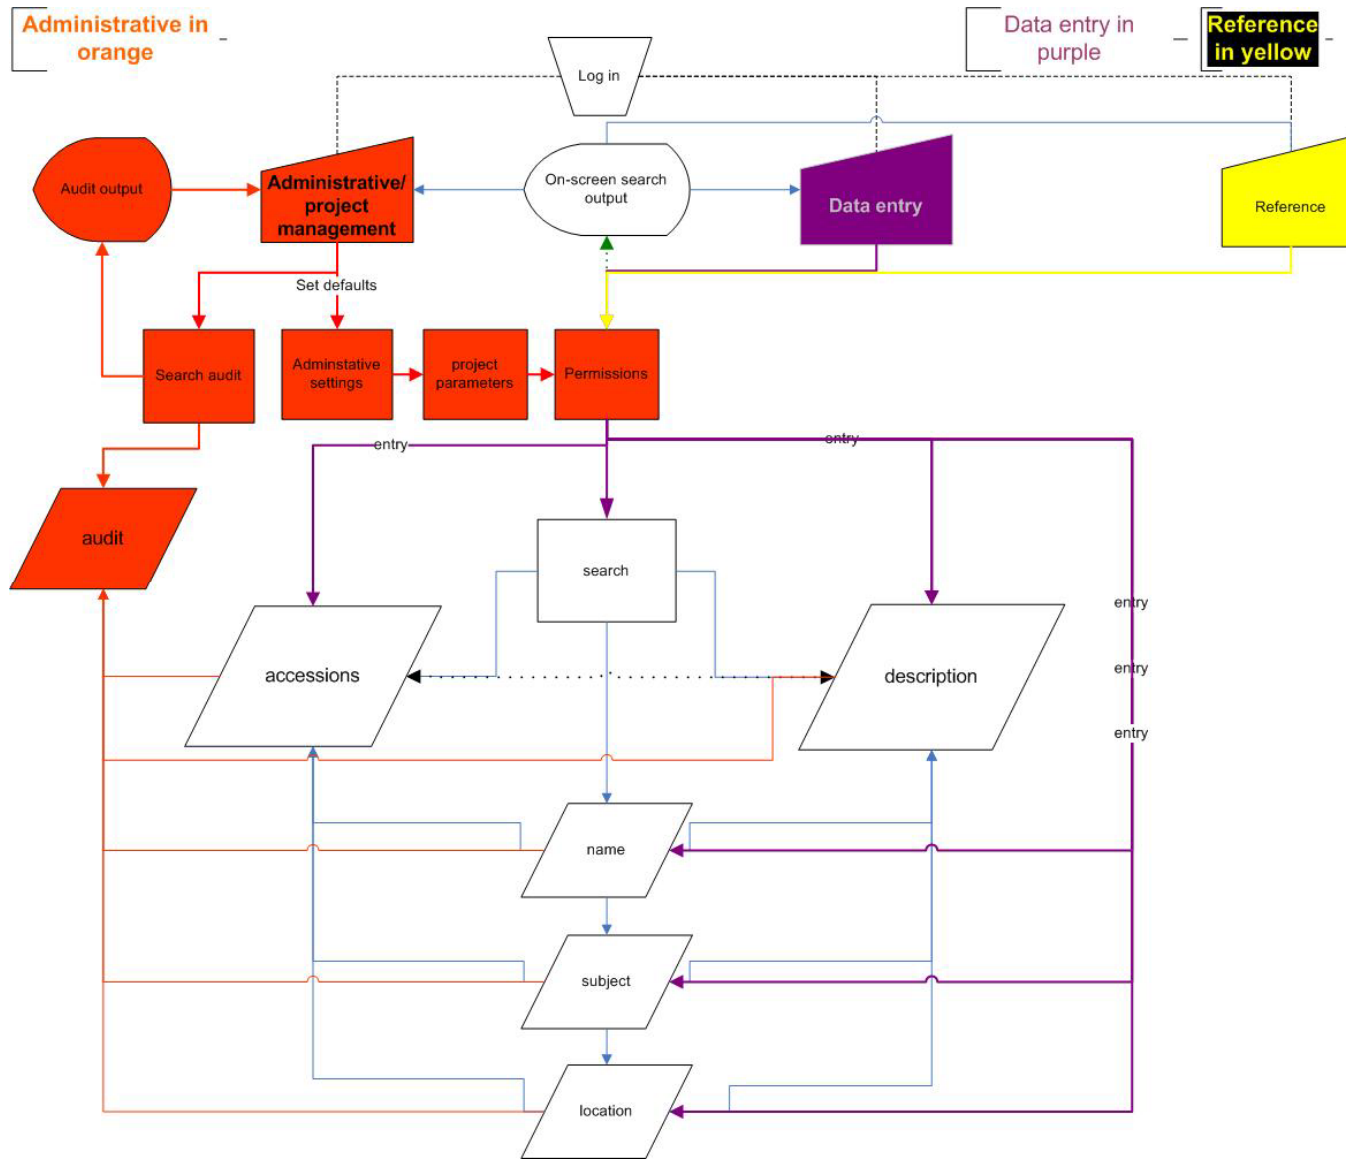 Administrative in
orange
Data entry in
purple
Reference
in yellow
Log in
Audit output
Administrative/
project
management
On-screen search
output
Data entry
Reference
Set defaults
Search audit
Adminstative
settings
project
parameters
Permissions
entry
entry
audit
search
entry
accessions
description
entry
entry
name
subject
location